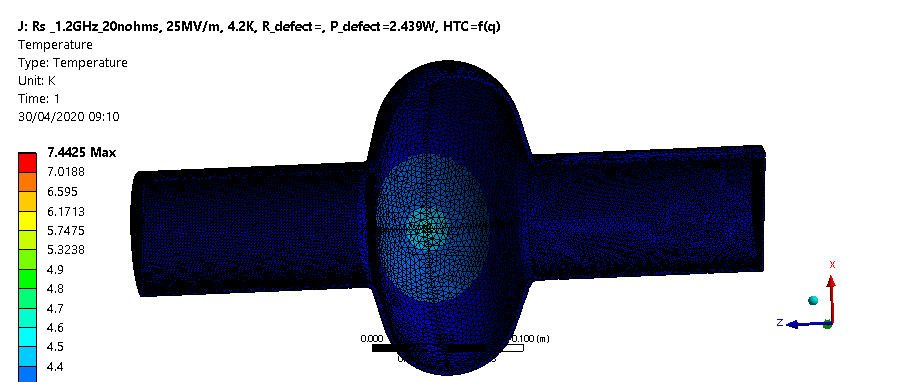 J: Rs _1.2GHz_20nohms, 25MV/m, 4.2K, R_defect=, P_defect=2.439W, HTC=f(q)
Temperature
Type: Temperature
Unit: K
Time: 1
30/04/2020 09:10
7.4425 Max
7.0188
6.595
6.1713
5.7475
5.3238
4.9
4.8
4.7
4.6
4.5
4.4
0.000
0.100 (m)
X
Z